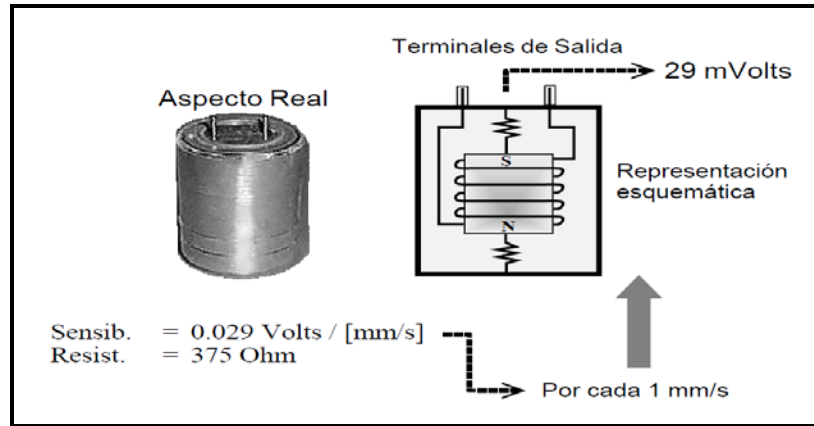 Terminales de Salida
29 mVolts
Aspecto Real
S
N
Representación
esquemática
Sensib. = 0.029 Volts / [mm/s]
Resist. = 375 Ohm
Por cada 1 mm/s